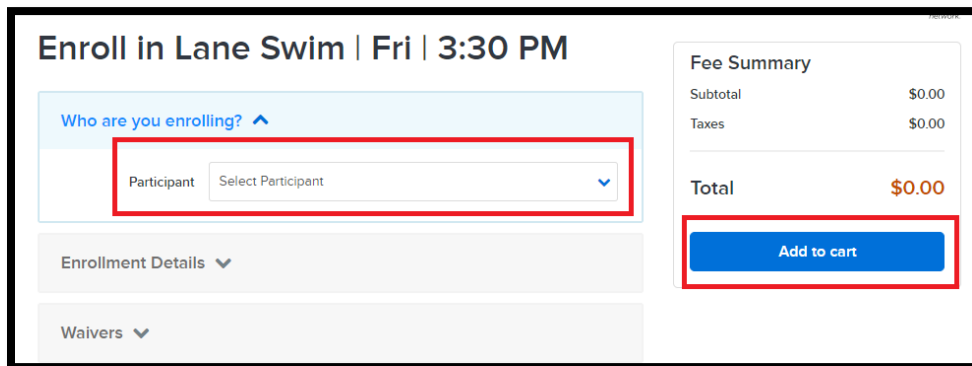 network
Enroll in Lane Swim | Fri | 3:30 PM
Who are you enrolling?
Participant Select Participant
Enrollment Details
Waivers
Fee Summary
Subtotal $0.00
Taxes $0.00
Total $0.00
Add to cart